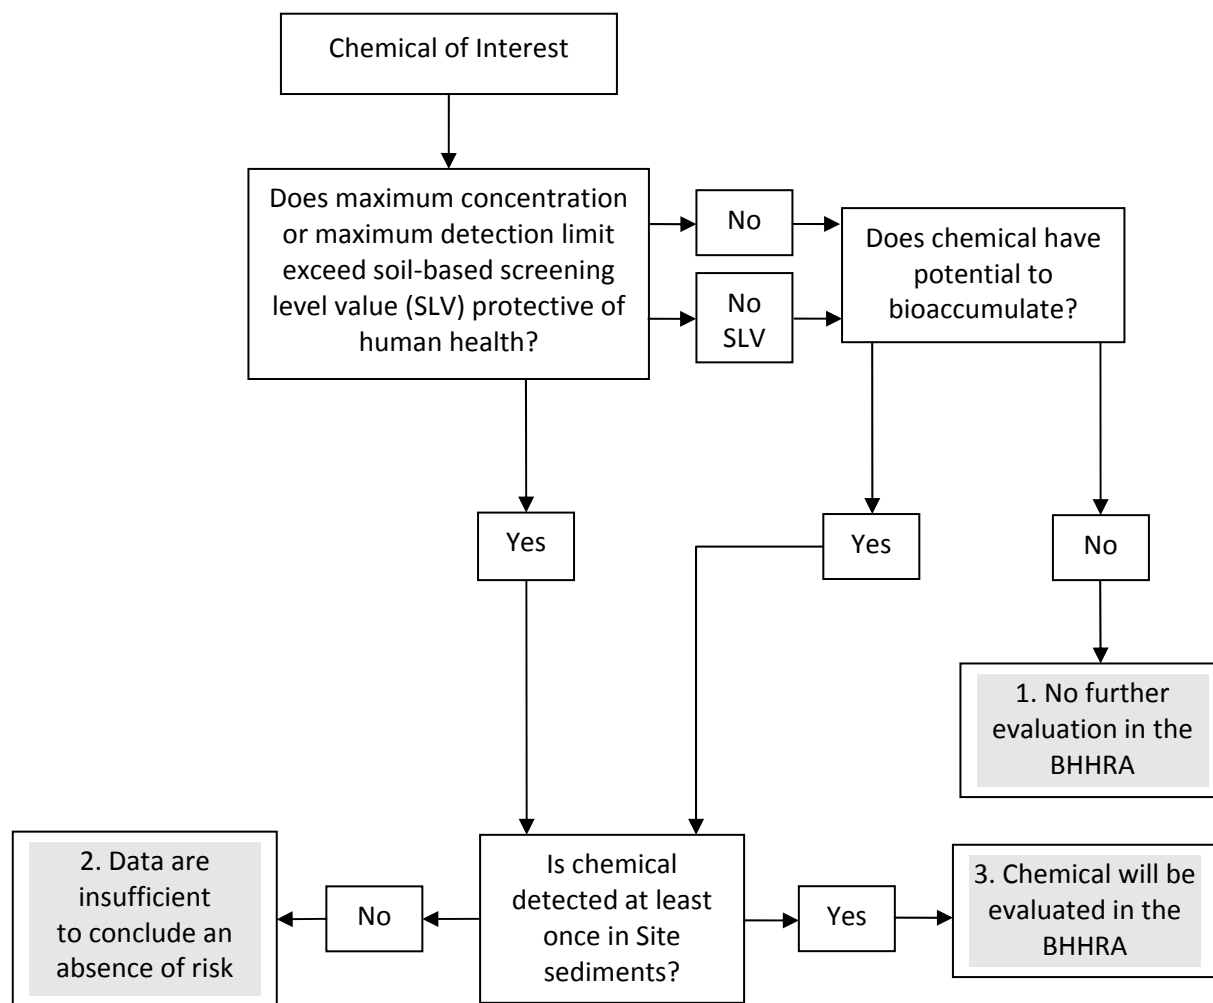 Chemical of Interest
Does maximum concentration
or maximum detection limit
exceed soil-based screening
level value (SLV) protective of
human health?
No
No
SLV
Does chemical have
potential to
bioaccumulate?
Yes
Yes
No
1. No further
evaluation in the
BHHRA
2. Data are
insufficient
to conclude an
absence of risk
No
Is chemical
detected at least
once in Site
sediments?
Yes
3. Chemical will be
evaluated in the
BHHRA